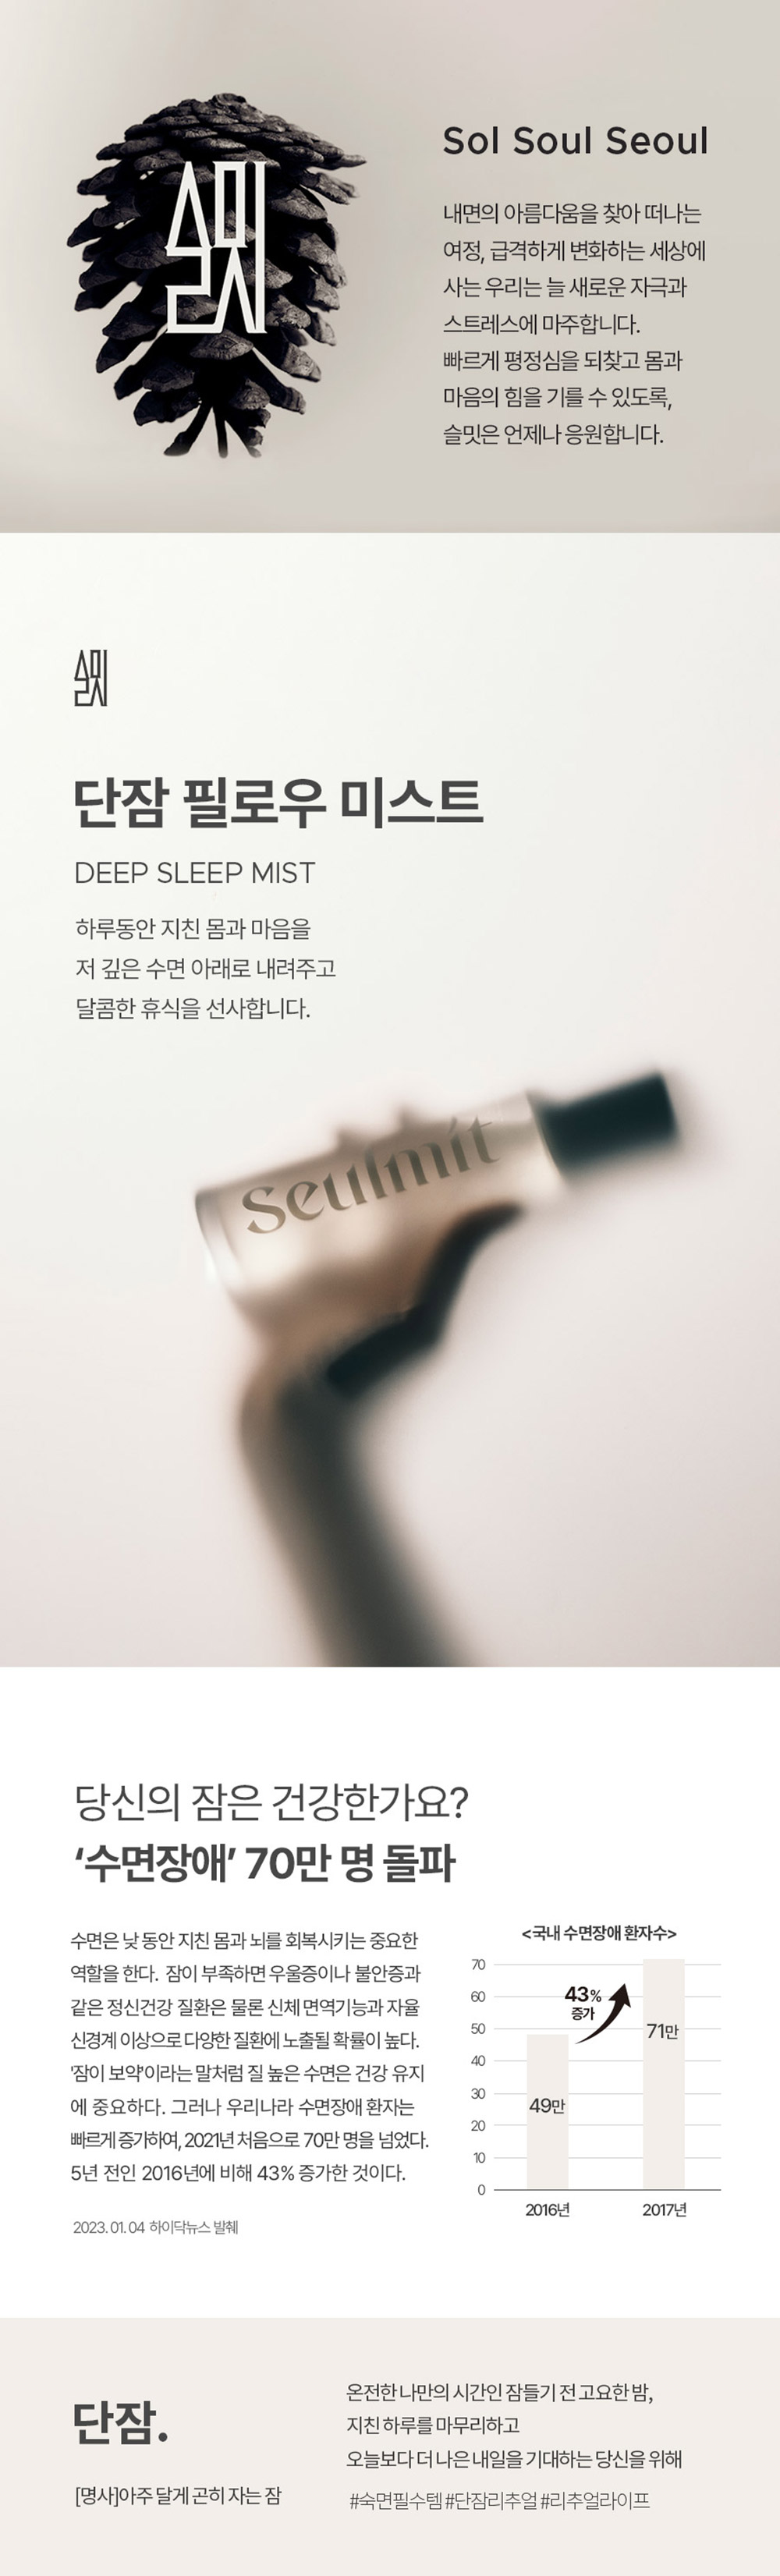 슬밋
Sol Soul Seoul
내면의 아름다움을 찾아 떠나는
여정, 급격하게 변화하는 세상에
사는 우리는 늘 새로운 자극과
스트레스에 마주합니다.
빠르게 평정심을 되찾고 몸과
마음의 힘을 기를 수 있도록,
슬밋은 언제나 응원합니다.
슬밋
단잠 필로우 미스트
DEEP SLEEP MIST
하루동안 지친 몸과 마음을
저 깊은 수면 아래로 내려주고
달콤한 휴식을 선사합니다.
Seulmit
당신의 잠은 건강한가요?
‘수면장애’ 70만 명 돌파
수면은 낮 동안 지친 몸과 뇌를 회복시키는 중요한
역할을 한다. 잠이 부족하면 우울증이나 불안증과
같은 정신건강 질환은 물론 신체 면역기능과 자율
신경계 이상으로 다양한 질환에 노출될 확률이 높다.
'잠이 보약'이라는 말처럼 질 높은 수면은 건강 유지
에 중요하다. 그러나 우리나라 수면장애 환자는
빠르게 증가하여, 2021년 처음으로 70만 명을 넘었다.
5년 전인 2016년에 비해 43% 증가한 것이다.
2023. 01. 04 하이닥뉴스 발췌
<국내 수면장애 환자수>
70
60
50
40
30
20
10
0
43%
증가
49만
71만
2016년
2017년
단잠.
[명사]아주 달게 곤히 자는 잠
온전한 나만의 시간인 잠들기 전 고요한 밤,
지친 하루를 마무리하고
오늘보다 더 나은 내일을 기대하는 당신을 위해
#숙면필수템 #단잠리추얼 #리추얼라이프